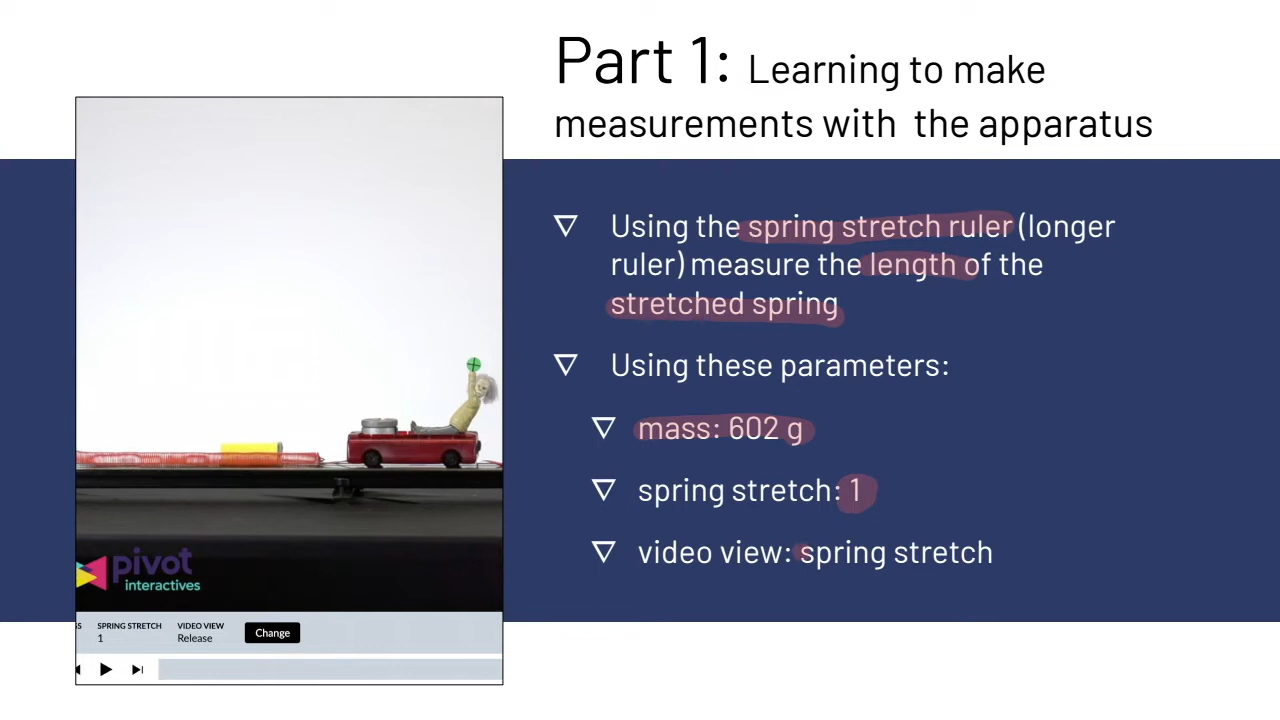 Part 1: Learning to make
measurements with the apparatus
Using the spring stretch ruler (longer
ruler) measure the length of the
stretched spring
Using these parameters:
mass: 602 g
spring stretch: 1
video view: spring stretch
pivot
interactives
SPRING STRETCH
1
VIDEO VIEW
Release
Change